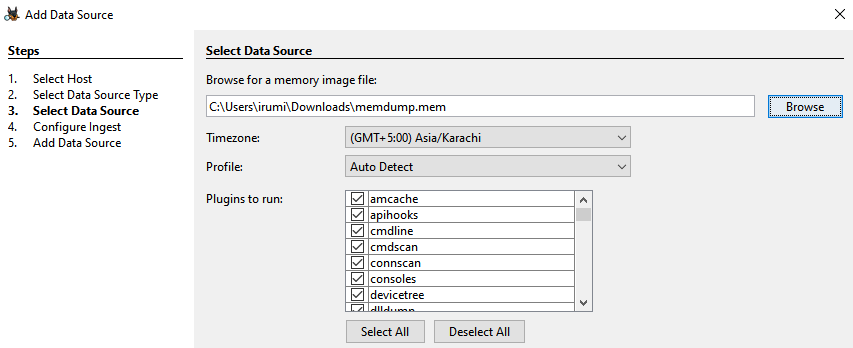 Add Data Source
Steps
1. Select Host
2. Select Data Source Type
3. Select Data Source
4. Configure Ingest
5. Add Data Source
Select Data Source
Browse for a memory image file:
C:\Users\irumi\Downloads\memdump.mem
Browse
Timezone:
(GMT+5:00) Asia/Karachi
Profile:
Auto Detect
Plugins to run:
amcache
apihooks
cmdline
cmdscan
connscan
consoles
devicetree
dlldump
Select All
Deselect All